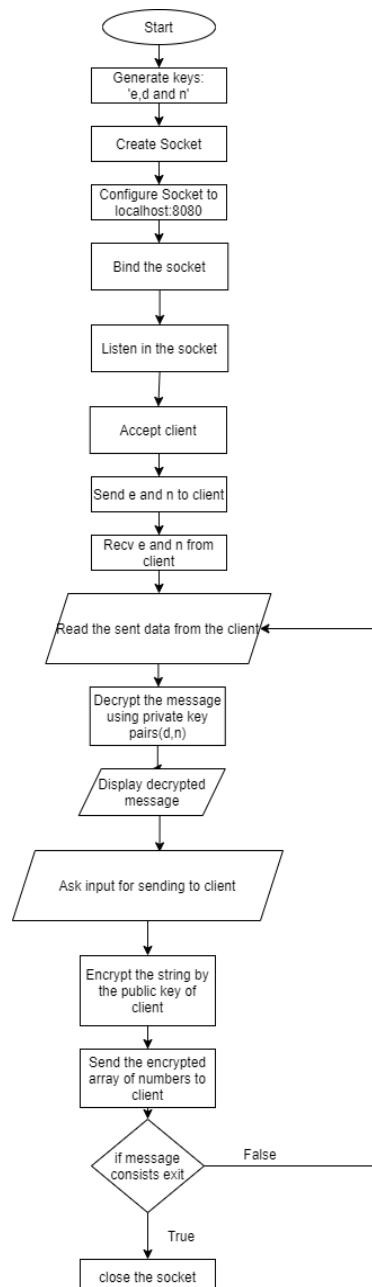 Start
Generate keys:
'e,d and n'
Create Socket
Configure Socket to
localhost:8080
Bind the socket
Listen in the socket
Accept client
Send e and n to client
Recv e and n from
client
Read the sent data from the client
Decrypt the message
using private key
pairs(d,n)
Display decrypted
message
Ask input for sending to client
Encrypt the string by
the public key of
client
Send the encrypted
array of numbers to
client
if message
consists exit
False
True
close the socket